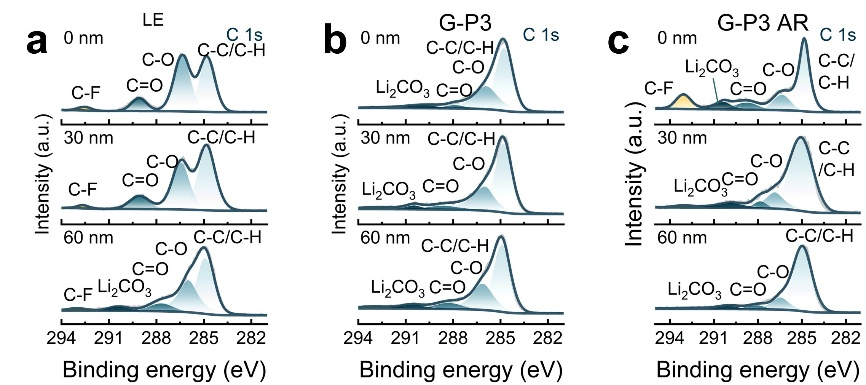 a
LE
0 nm
C 1s
C-C/C-H
C-O
C=O
C-F
30 nm
C-C/C-H
C-O
C=O
C-F
60 nm
C-C/C-H
C-O
C=O
Li₂CO₃
C-F
Intensity (a.u.)
294 291 288 285 282
Binding energy (eV)
b
G-P3
0 nm
C 1s
C-C/C-H
C-O
Li₂CO₃ C=O
30 nm
C-C/C-H
C-O
Li₂CO₃ C=O
60 nm
C-C/C-H
C-O
Li₂CO₃ C=O
294 291 288 285 282
Binding energy (eV)
c
G-P3 AR
0 nm
C 1s
C-C/
C-H
Li₂CO₃
C-O
C-F
C=O
30 nm
C-C
/C-H
C-O
Li₂CO₃ C=O
60 nm
C-C/C-H
C-O
Li₂CO₃ C=O
Intensity (a.u.)
294 291 288 285 282
Binding energy (eV)